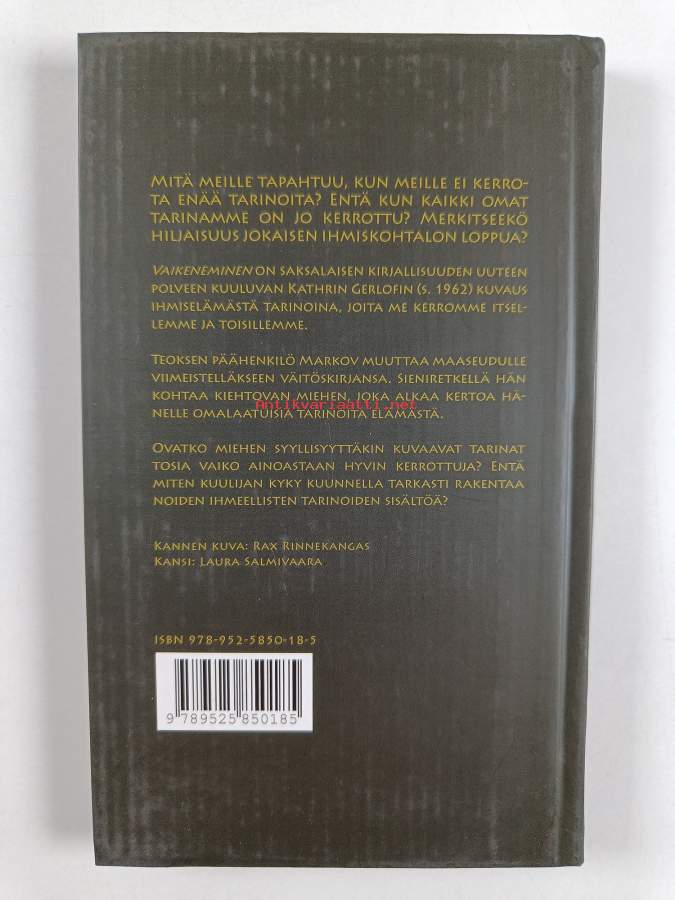 MITÄ MEILLE TAPAHTUU, KUN MEILLE EI KERRO-
TA ENÄÄ TARINOITA? ENTÄ KUN KAIKKI OMAT
TARINAMME ON JO KERROTTU? MERKITSEEKÖ
HILJAISUUS JOKAISEN IHMISKOHTALON LOPPUA?
VAIKENEMINEN ON SAKSALAISEN KIRJALLISUUDEN UUTEEN
POLVEEN KUULUVAN KATHRIN GERLOFIN (S. 1962) KUVAUS
IHMISELÄMÄSTÄ TARINOINA, JOITA ME KERROMME ITSEL-
LEMME JA TOISILLEMME.
TEOKSEN PÄÄHENKILÖ MARKOV MUUTTAA MAASEUDULLE
VIIMEISTELLÄKSEEN VÄITÖSKIRJANSA. SIENIRETKELLÄ HÄN
KOHTAA KIEHTOVAN MIEHEN, JOKA ALKAA KERTOA HÄ-
Antikvariaatti.net
NELLE OMALAATUISIA TARINOITA ELÄMÄSTÄ.
OVATKO MIEHEN SYYLLISYYTTÄKIN KUVAAVAT TARINAT
TOSIA VAIKO AINOASTAAN HYVIN KERROTTUJA? ENTÄ
MITEN KUULIJAN KYKY KUUNNELLA TARKASTI RAKENTAA
NOIDEN IHMEELLISTEN TARINOIDEN SISÄLTÖÄ?
KANNEN KUVA: RAX RINNEKANGAS
KANSI: LAURA SALMIVAARA
ISBN 978-952-5850-18-5
9 789525 850185